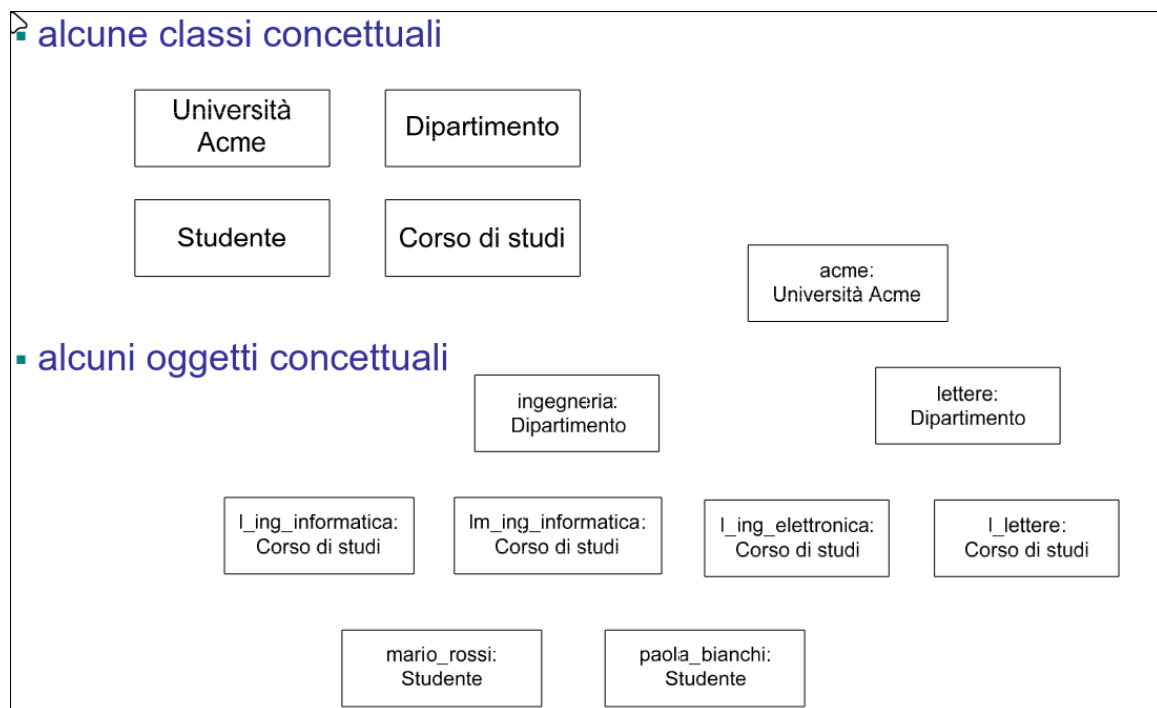 alcune classi concettuali
Università
Acme
Dipartimento
Studente
Corso di studi
acme:
Università Acme
alcuni oggetti concettuali
ingegneria:
Dipartimento
lettere:
Dipartimento
l_ing_informatica:
Corso di studi
lm_ing_informatica:
Corso di studi
l_ing_elettronica:
Corso di studi
l_lettere:
Corso di studi
mario_rossi:
Studente
paola_bianchi:
Studente